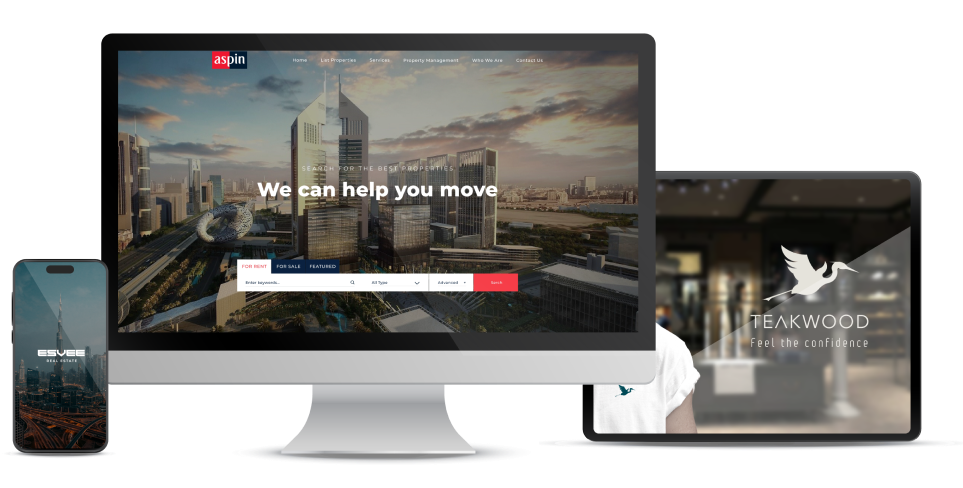 aspin
Home List Properties Services Property Management Who We Are Contact Us
SEARCH FOR THE BEST PROPERTIES
We can help you move
FOR RENT FOR SALE FEATURED
Enter Keywords... All Type Advanced
ESVEE
REAL ESTATE
TEAKWOOD
Feel the confidence